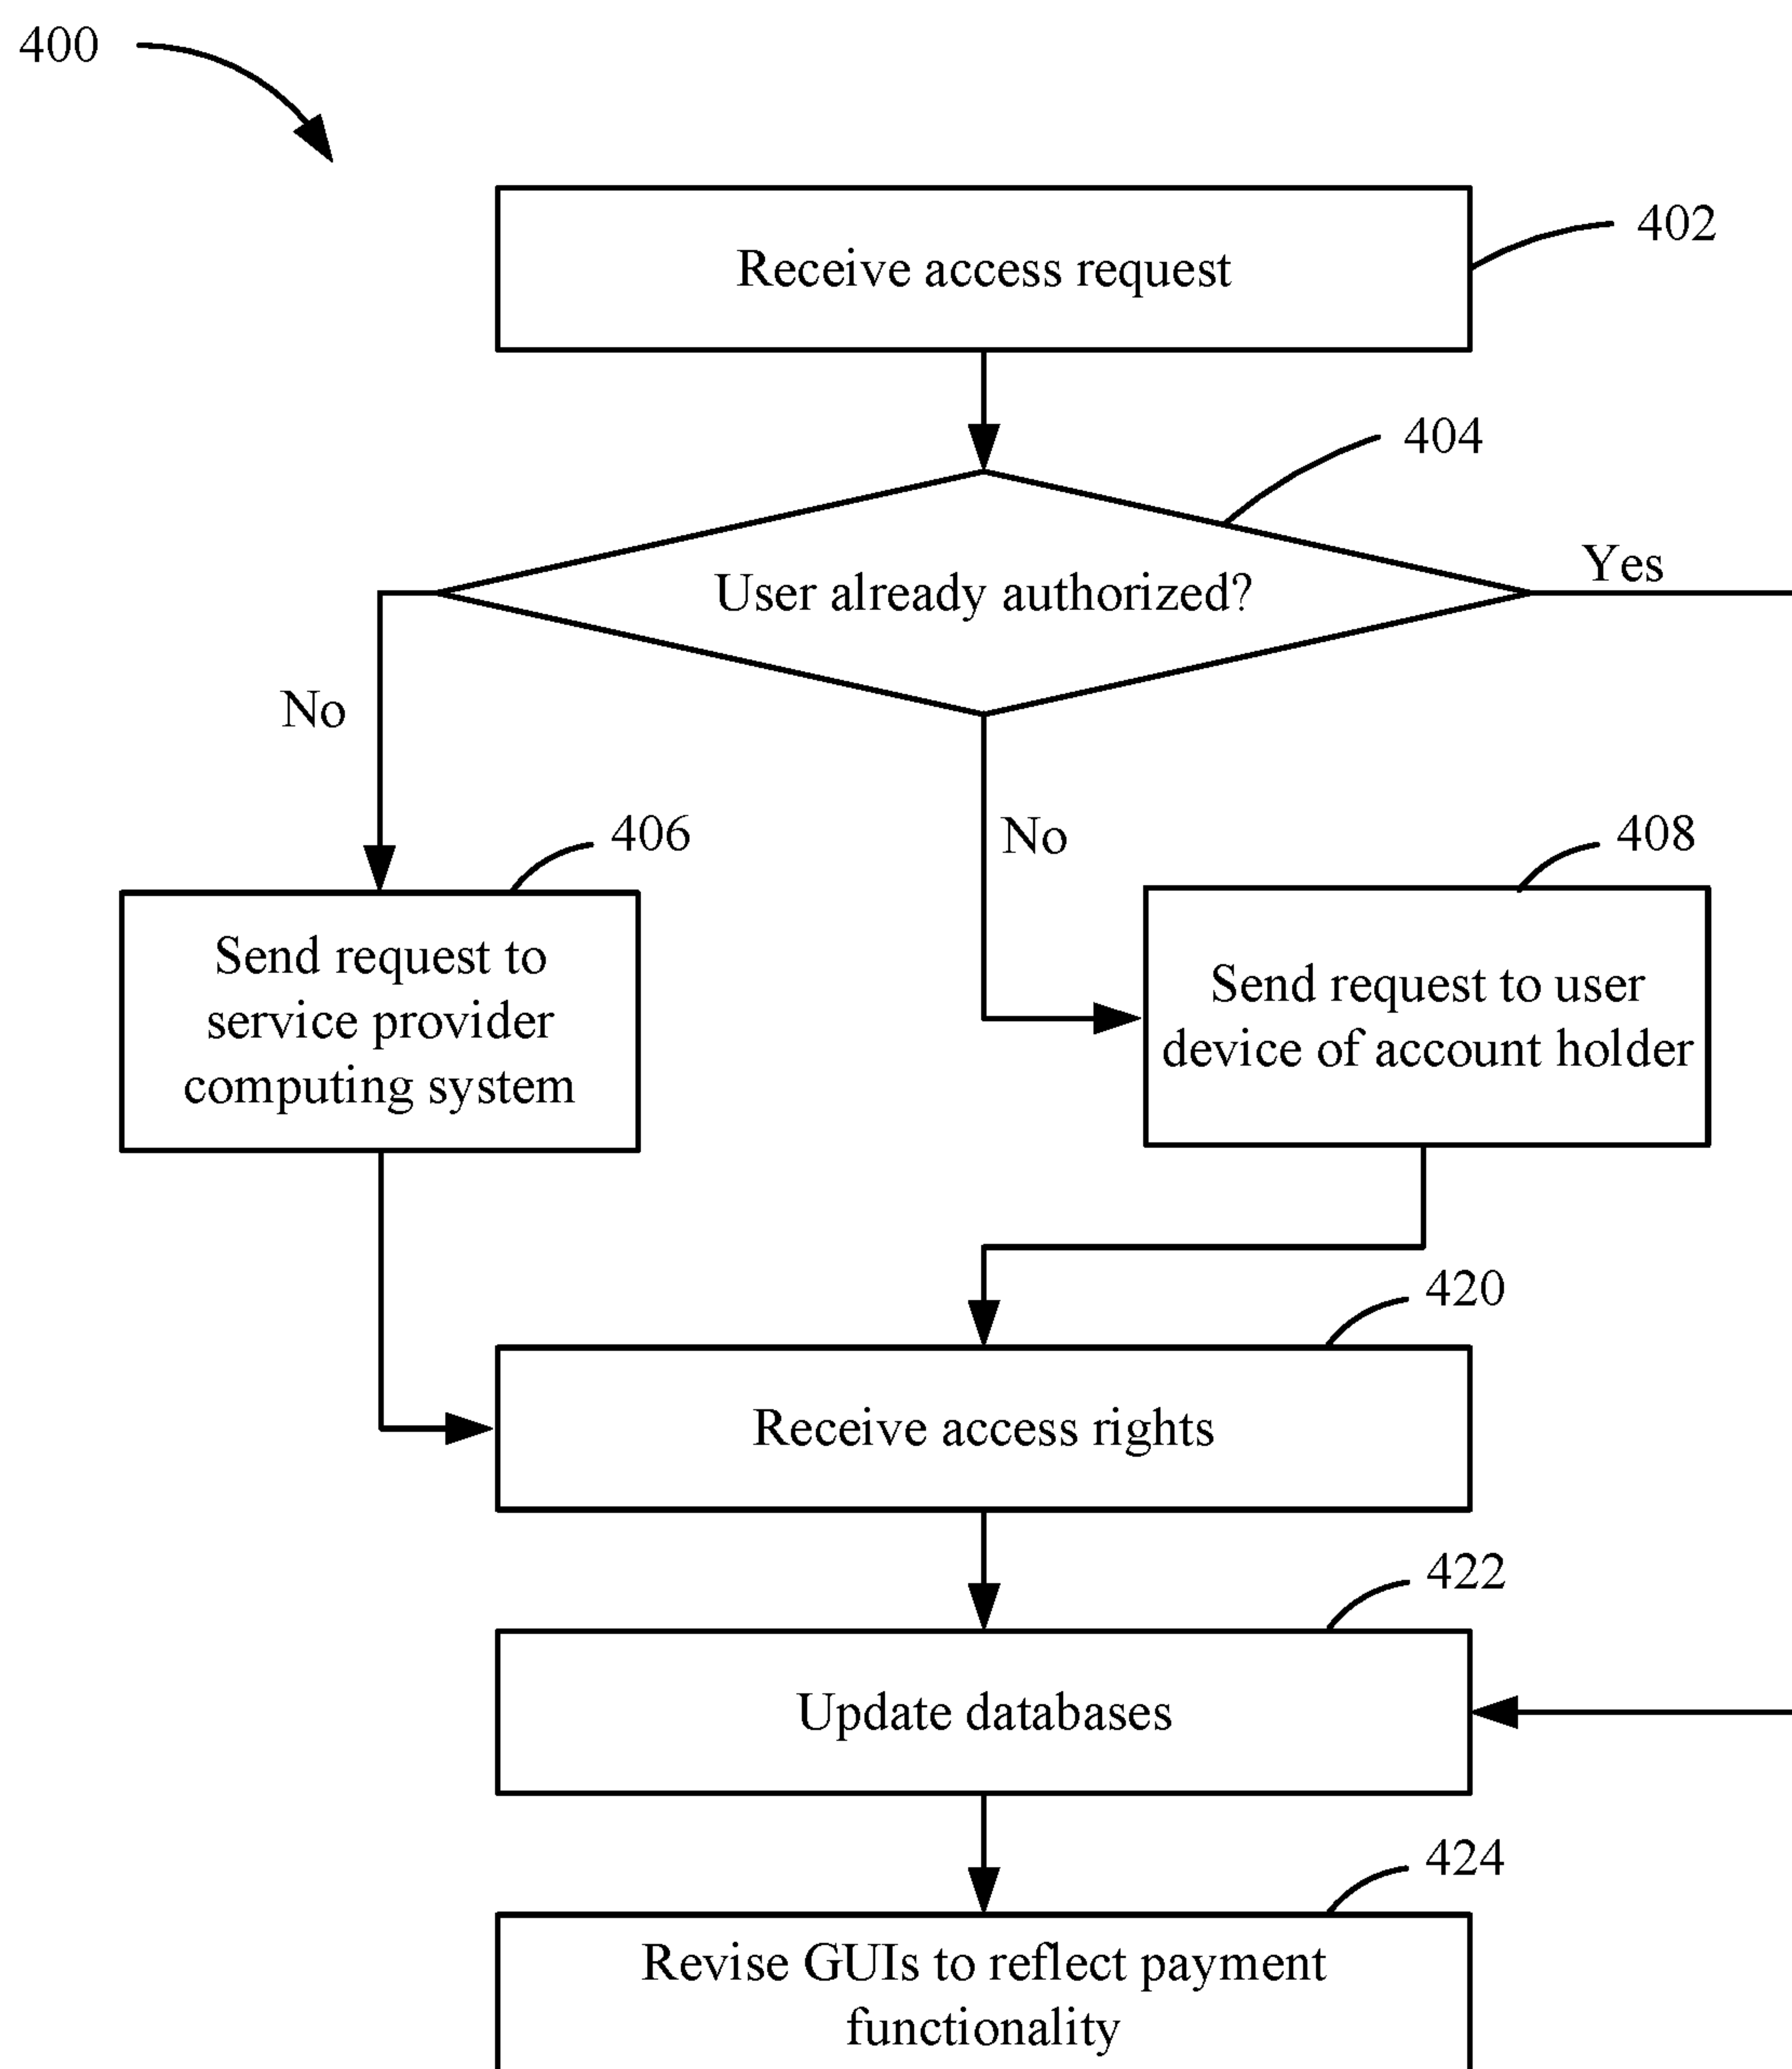 400
402
Receive access request
404
User already authorized?
Yes
No
No
406
408
Send request to
service provider
computing system
Send request to user
device of account holder
420
Receive access rights
422
Update databases
424
Revise GUIs to reflect payment
functionality